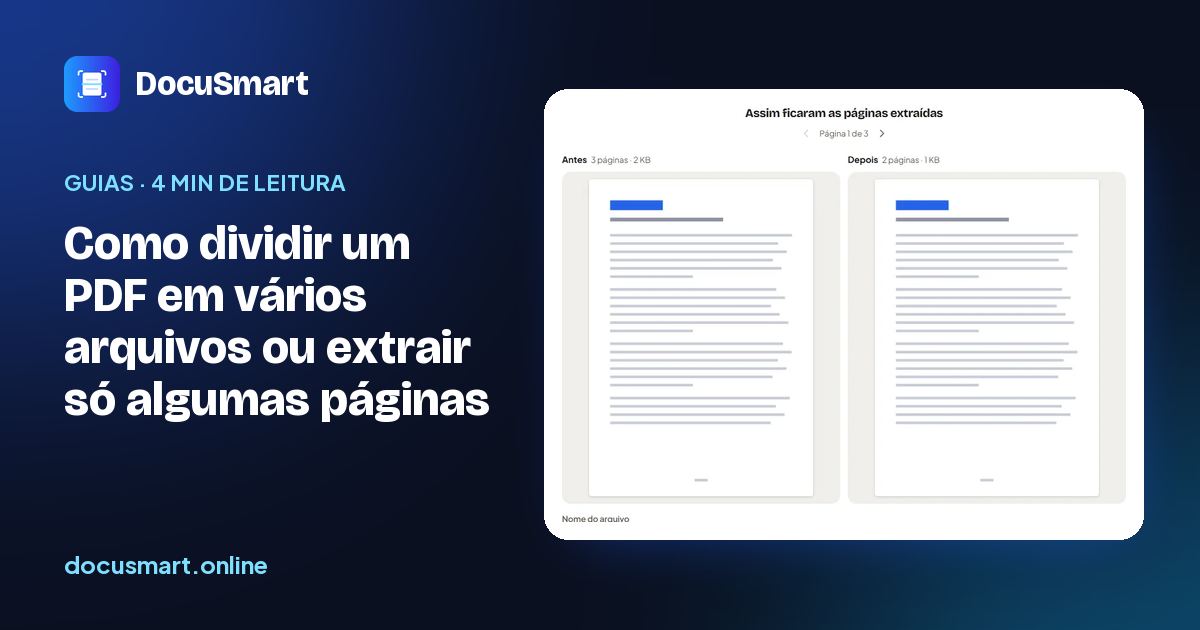 DocuSmart
GUIAS · 4 MIN DE LEITURA
Como dividir um
PDF em vários
arquivos ou extrair
só algumas páginas
docusmart.online
Assim ficaram as páginas extraídas
Página 1 de 3
Antes 3 páginas · 2 KB
Depois 2 páginas · 1 KB
Nome do arquivo